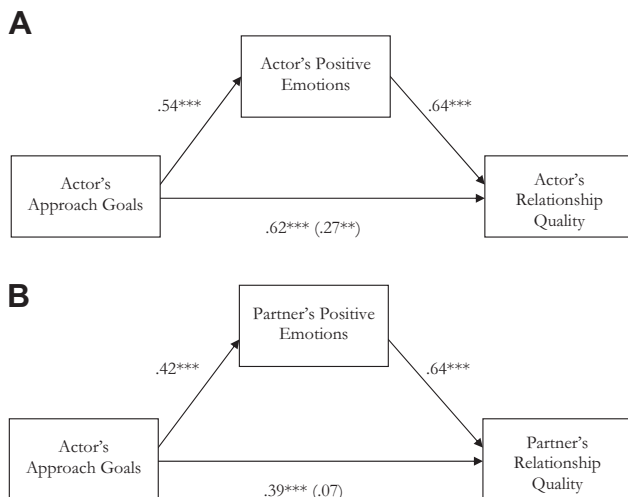 A
Actor’s Positive
Emotions
.54***
.64***
Actor’s
Approach Goals
Actor’s
Relationship
Quality
.62*** (.27**)
B
Partner’s Positive
Emotions
.42***
.64***
Actor’s
Approach Goals
Partner’s
Relationship
Quality
.39*** (.07)